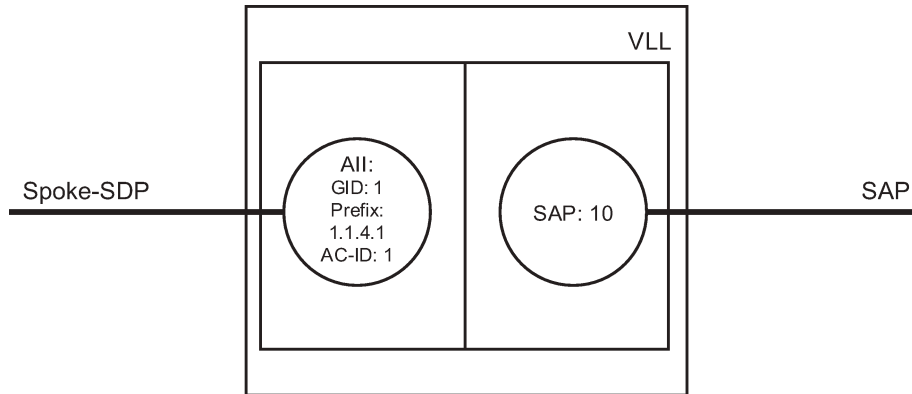 VLL
Spoke-SDP
AII:
GID: 1
Prefix:
1.1.4.1
AC-ID: 1
SAP: 10
SAP